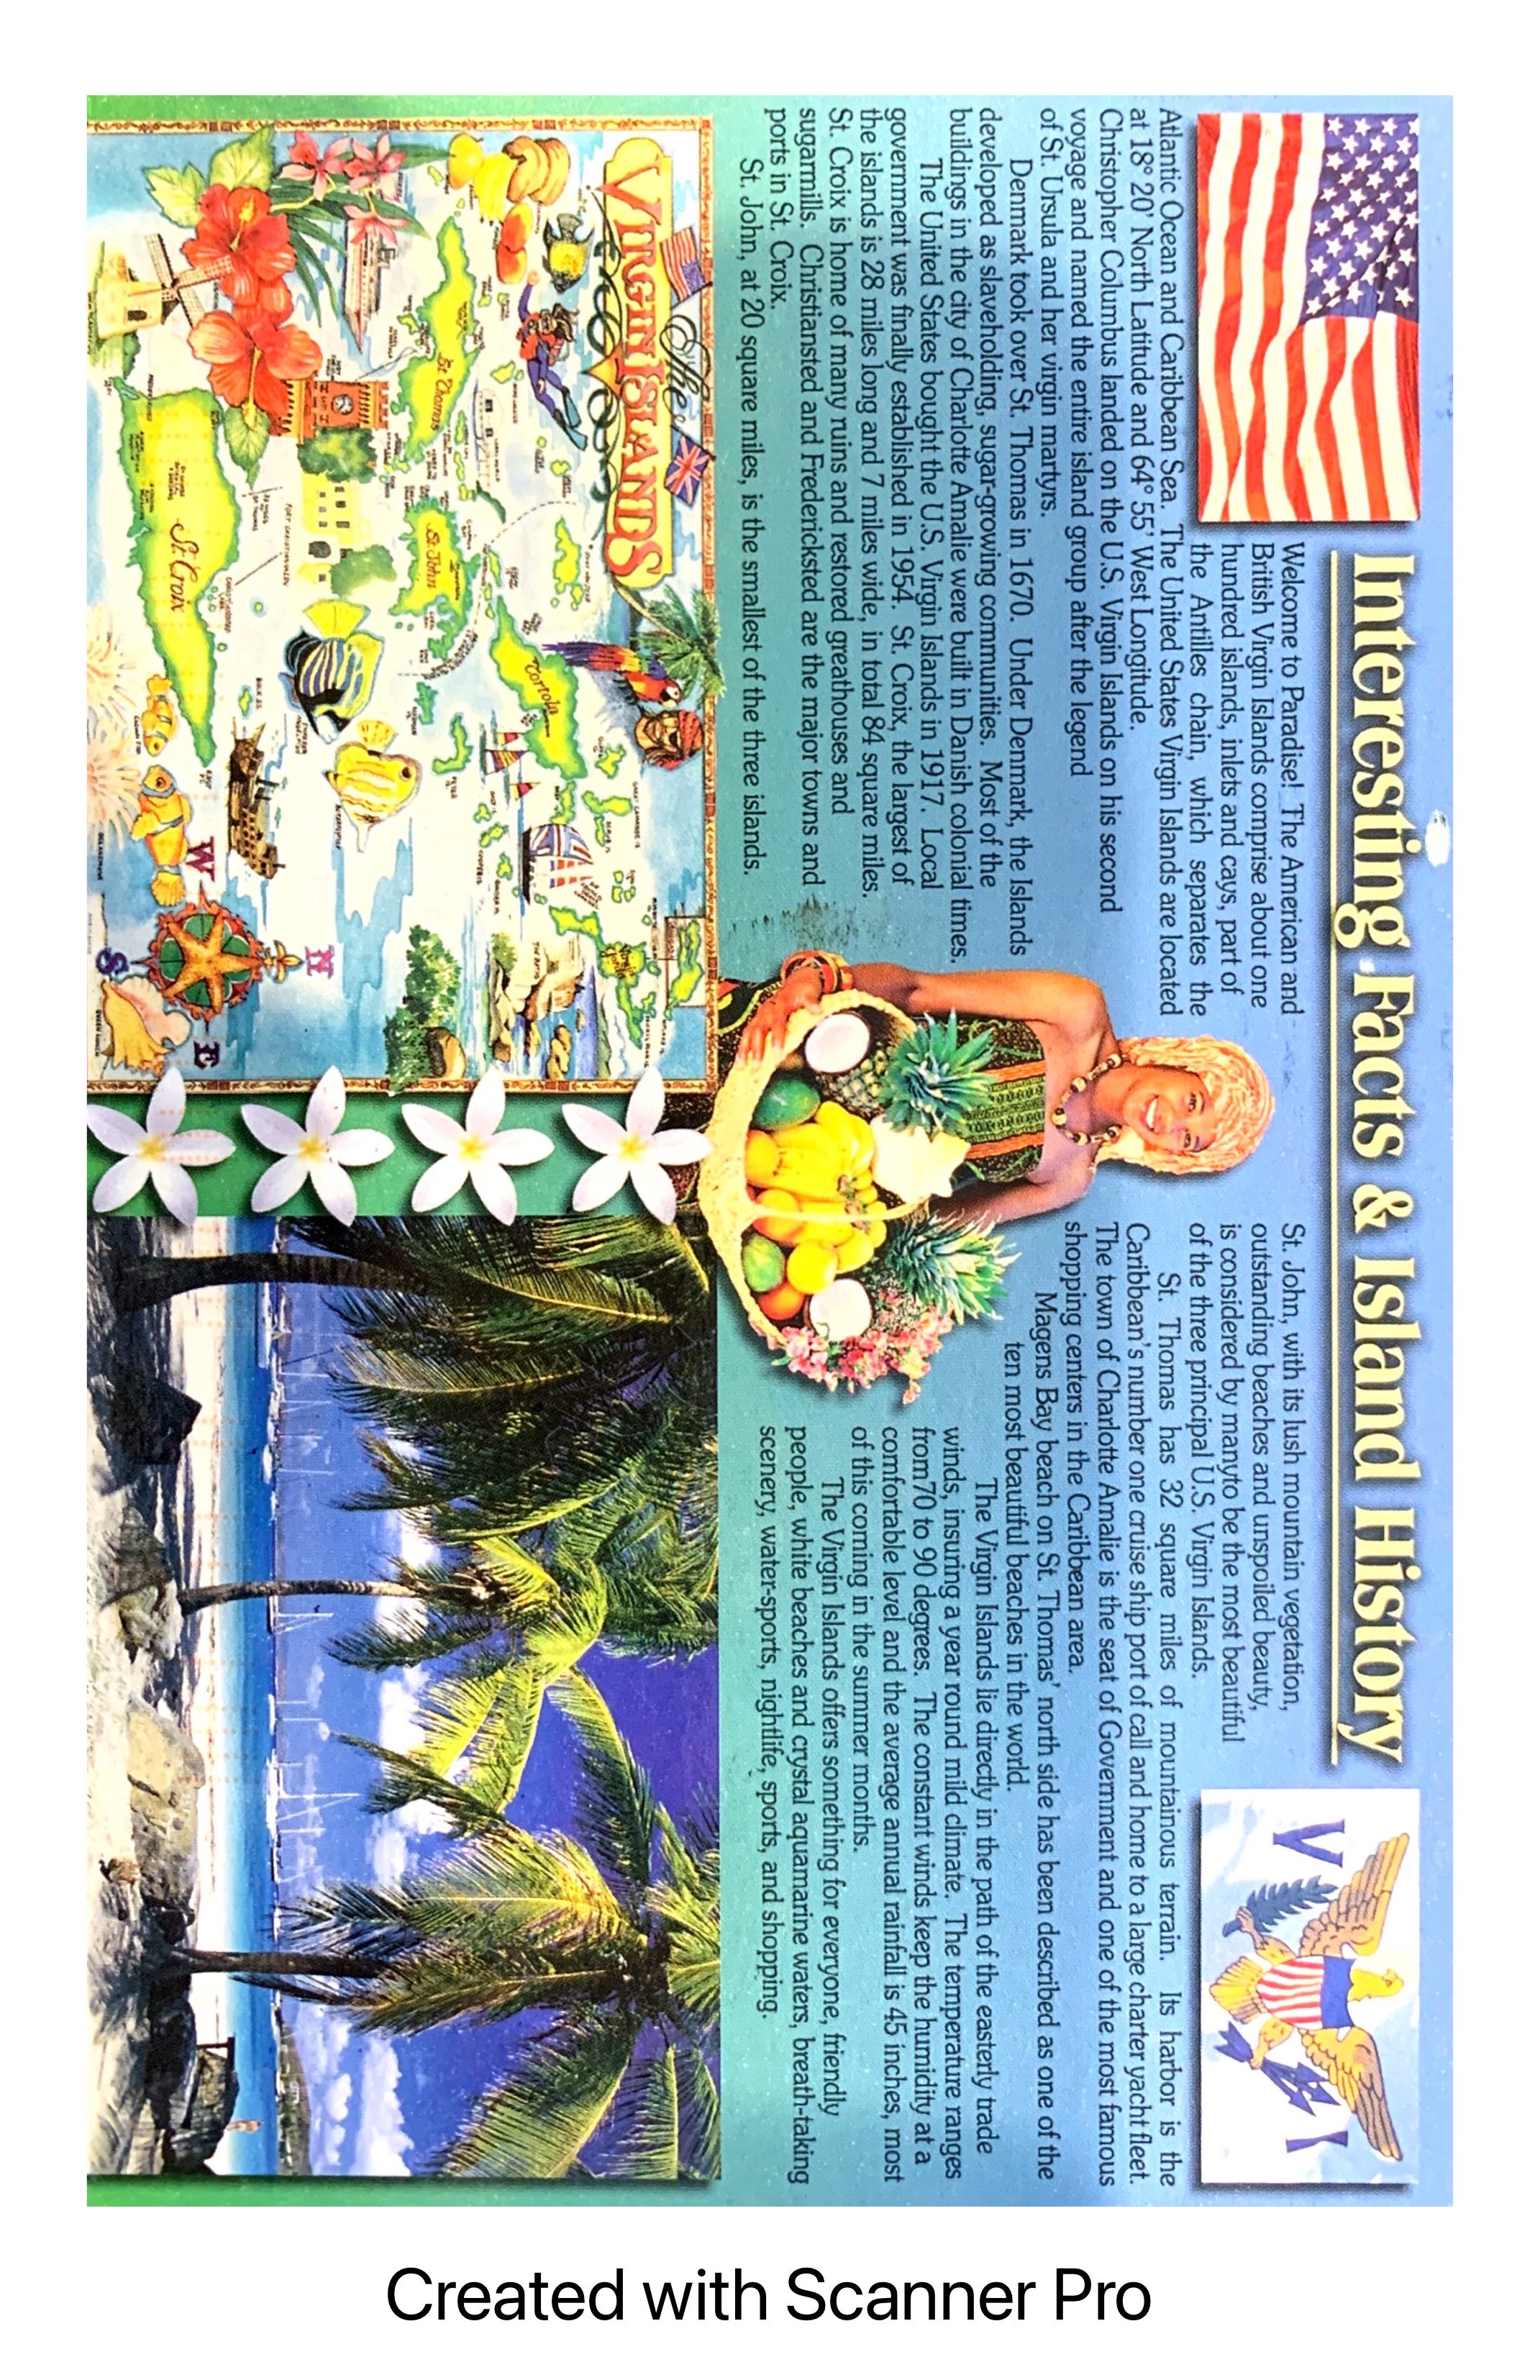 Interesting Facts & Island History
Welcome to Paradise! The American and
British Virgin Islands comprise about one
hundred islands, inlets and cays, part of
the Antilles chain, which separates the
Atlantic Ocean and Caribbean Sea. The United States Virgin Islands are located
at 18° 20' North Latitude and 64° 55' West Longitude.
Christopher Columbus landed on the U.S. Virgin Islands on his second
voyage and named the entire island group after the legend
of St. Ursula and her virgin martyrs.
Denmark took over St. Thomas in 1670. Under Denmark, the Islands
developed as slaveholding, sugar-growing communities. Most of the
buildings in the city of Charlotte Amalie were built in Danish colonial times.
The United States bought the U.S. Virgin Islands in 1917. Local
government was finally established in 1954. St. Croix, the largest of
the islands is 28 miles long and 7 miles wide, in total 84 square miles.
St. Croix is home of many ruins and restored greathouses and
sugarmills. Christiansted and Fredericksted are the major towns and
ports in St. Croix.
St. John, at 20 square miles, is the smallest of the three islands.
St. John, with its lush mountain vegetation,
outstanding beaches and unspoiled beauty,
is considered by manyto be the most beautiful
of the three principal U.S. Virgin Islands.
St. Thomas has 32 square miles of mountainous terrain. Its harbor is the
Caribbean's number one cruise ship port of call and home to a large charter yacht fleet.
The town of Charlotte Amalie is the seat of Government and one of the most famous
shopping centers in the Caribbean area.
Magens Bay beach on St. Thomas' north side has been described as one of the
ten most beautiful beaches in the world.
The Virgin Islands lie directly in the path of the easterly trade
winds, insuring a year round mild climate. The temperature ranges
from70 to 90 degrees. The constant winds keep the humidity at a
comfortable level and the average annual rainfall is 45 inches, most
of this coming in the summer months.
The Virgin Islands offers something for everyone, friendly
people, white beaches and crystal aquamarine waters, breath-taking
scenery, water-sports, nightlife, sports, and shopping.
V I
The
VIRGIN ISLANDS
St. Thomas
St. John
Tortola
St. Croix
N
W E
S
Created with Scanner Pro